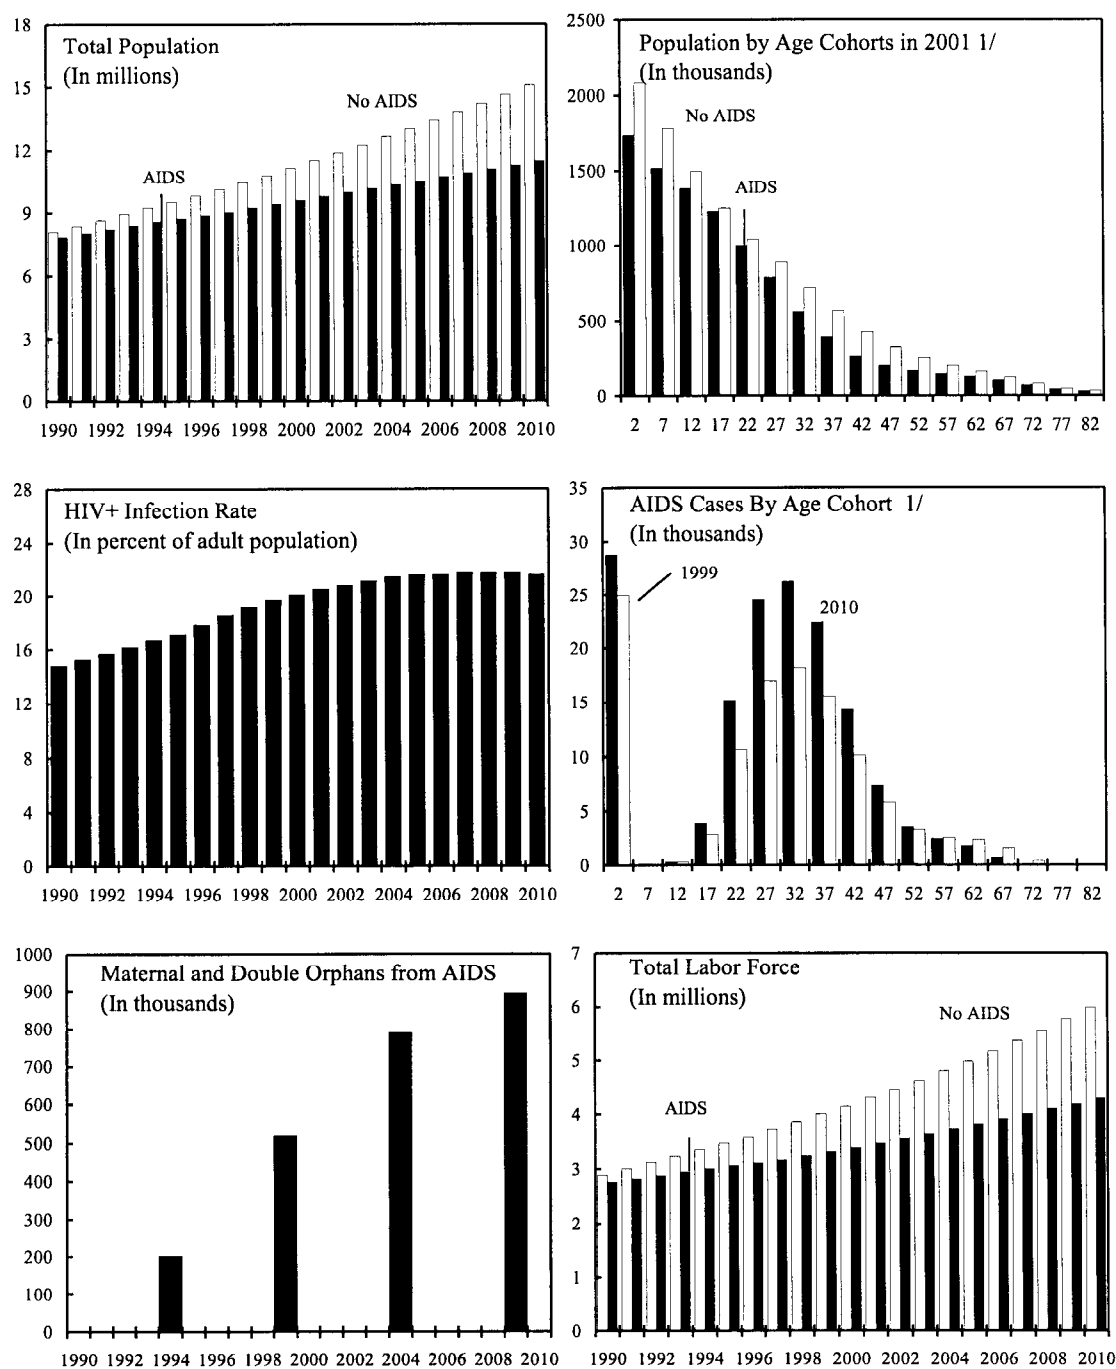 Total Population
(In millions)
No AIDS
AIDS
18
15
12
9
6
3
0
1990 1992 1994 1996 1998 2000 2002 2004 2006 2008 2010
Population by Age Cohorts in 2001 1/
(In thousands)
No AIDS
AIDS
2500
2000
1500
1000
500
0
2 7 12 17 22 27 32 37 42 47 52 57 62 67 72 77 82
HIV+ Infection Rate
(In percent of adult population)
28
24
20
16
12
8
4
0
1990 1992 1994 1996 1998 2000 2002 2004 2006 2008 2010
AIDS Cases By Age Cohort 1/
(In thousands)
1999
2010
35
30
25
20
15
10
5
0
2 7 12 17 22 27 32 37 42 47 52 57 62 67 72 77 82
Maternal and Double Orphans from AIDS
(In thousands)
1000
900
800
700
600
500
400
300
200
100
0
1990 1992 1994 1996 1998 2000 2002 2004 2006 2008 2010
Total Labor Force
(In millions)
No AIDS
AIDS
7
6
5
4
3
2
1
0
1990 1992 1994 1996 1998 2000 2002 2004 2006 2008 2010